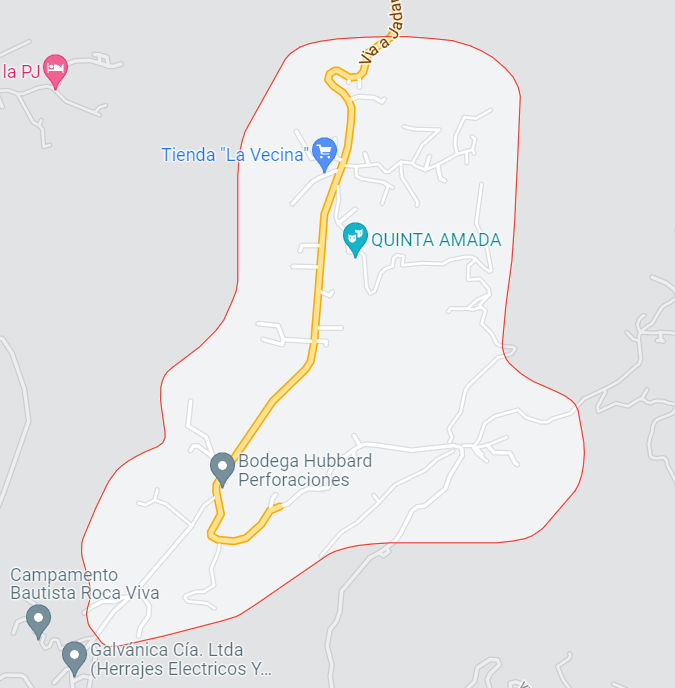 Vía a Jadan
la PJ
Tienda "La Vecina"
QUINTA AMADA
Bodega Hubbard
Perforaciones
Campamento
Bautista Roca Viva
Galvánica Cía. Ltda
(Herrajes Electricos Y…